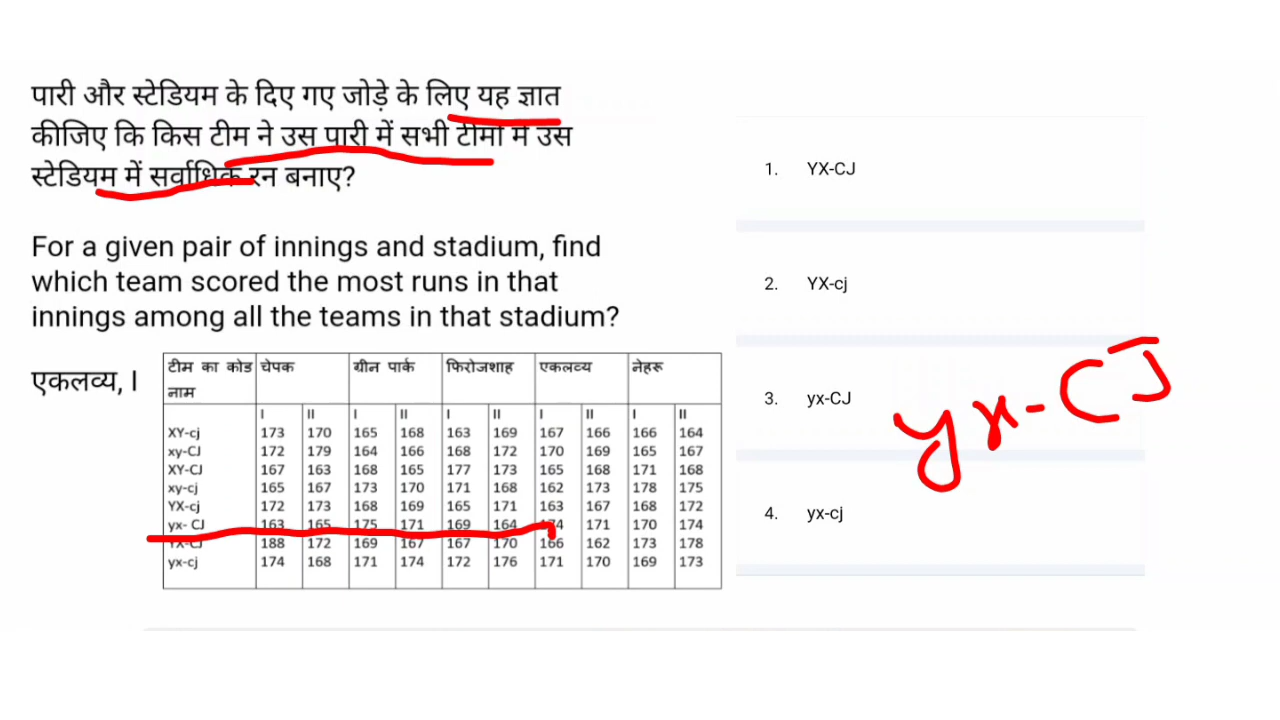 पारी और स्टेडियम के दिए गए जोड़े के लिए यह ज्ञात
कीजिए कि किस टीम ने उस पारी में सभी टीमों में उस
स्टेडियम में सर्वाधिक रन बनाए?
For a given pair of innings and stadium, find
which team scored the most runs in that
innings among all the teams in that stadium?
एकलव्य, I
टीम का कोड नाम चेपक ग्रीन पार्क फिरोजशाह एकलव्य नेहरू
I II I II I II I II I II
XY-cj 173 170 165 168 163 169 167 166 166 164
xy-CJ 172 179 164 166 168 172 170 169 165 167
XY-CJ 167 163 168 165 177 173 165 168 171 168
xy-cj 165 167 173 170 171 168 162 173 178 175
YX-cj 172 173 168 169 165 171 163 167 168 172
yx- CJ 163 165 175 171 169 164 174 171 170 174
YX-CJ 188 172 169 167 167 170 166 162 173 178
yx-cj 174 168 171 174 172 176 171 170 169 173
1. YX-CJ
2. YX-cj
3. yx-CJ
4. yx-cj
yx-CJ